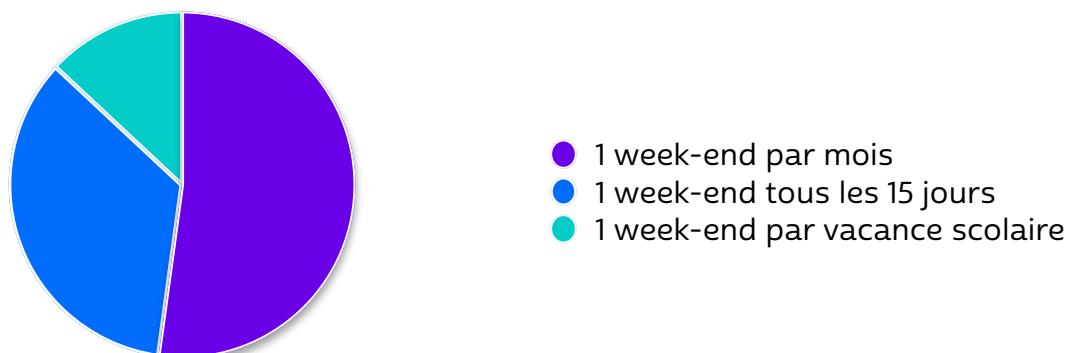 1 week-end par mois
1 week-end tous les 15 jours
1 week-end par vacance scolaire